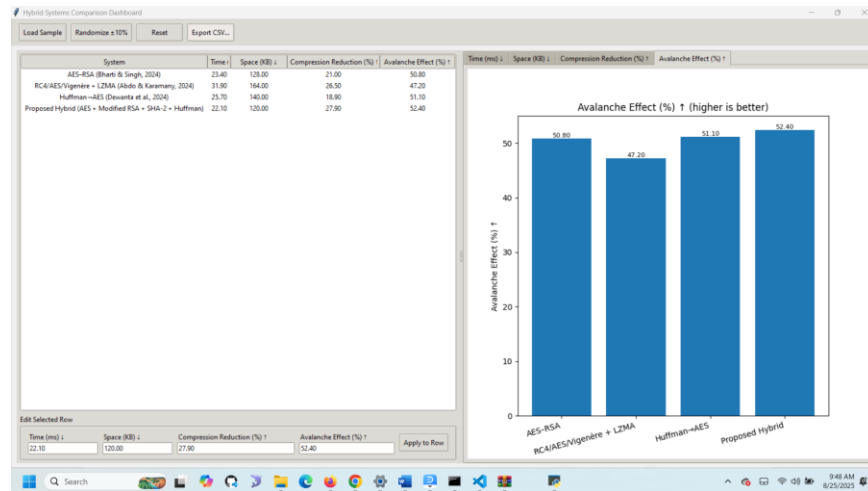 Hybrid Systems Comparison Dashboard
Load Sample Randomize ±10% Reset Export CSV...
System Time Space (KB) ↓ Compression Reduction (%) ↑ Avalanche Effect (%) ↑
AES–RSA (Bharti & Singh, 2024) 23.40 128.00 21.00 50.80
RC4/AES/Vigenère + LZMA (Abdo & Karamany, 2024) 31.90 164.00 26.50 47.20
Huffman→AES (Dewanta et al., 2024) 25.70 140.00 18.90 51.10
Proposed Hybrid (AES + Modified RSA + SHA-2 + Huffman) 22.10 120.00 27.90 52.40
Edit Selected Row
Time (ms) ↓ Space (KB) ↓ Compression Reduction (%) ↑ Avalanche Effect (%) ↑
22.10 120.00 27.90 52.40 Apply to Row
Time (ms) ↓ Space (KB) ↓ Compression Reduction (%) ↑ Avalanche Effect (%) ↑
Avalanche Effect (%) ↑ (higher is better)
Avalanche Effect (%) ↑
50
40
30
20
10
0
50.80 47.20 51.10 52.40
AES–RSA RC4/AES/Vigenère + LZMA Huffman→AES Proposed Hybrid
Search
9:48 AM
8/25/2025